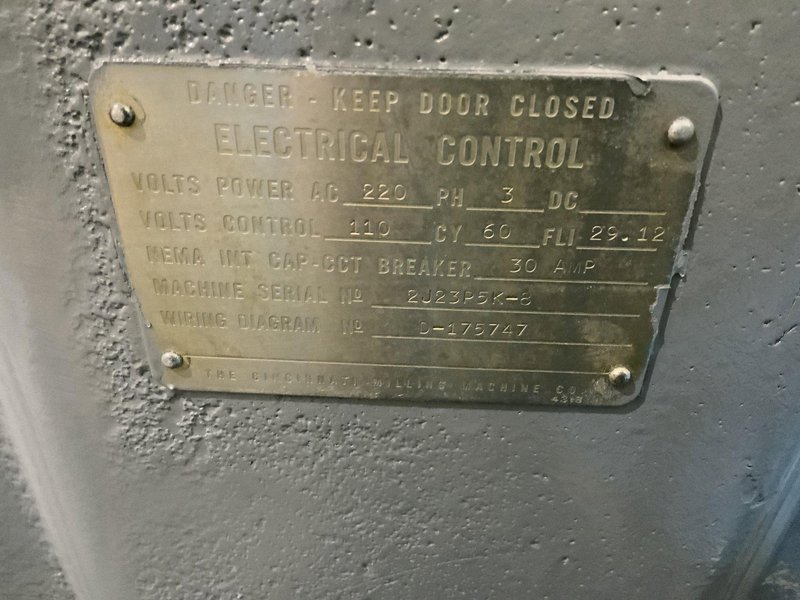 DANGER - KEEP DOOR CLOSED
ELECTRICAL CONTROL
VOLTS POWER AC 220 PH 3 DC
VOLTS CONTROL 110 CY 60 FLI 29.12
NEMA INT CAP-CCT BREAKER 30 AMP
MACHINE SERIAL Nº 2J23P5K-8
WIRING DIAGRAM Nº D-175747
THE CINCINNATI MILLING MACHINE CO.